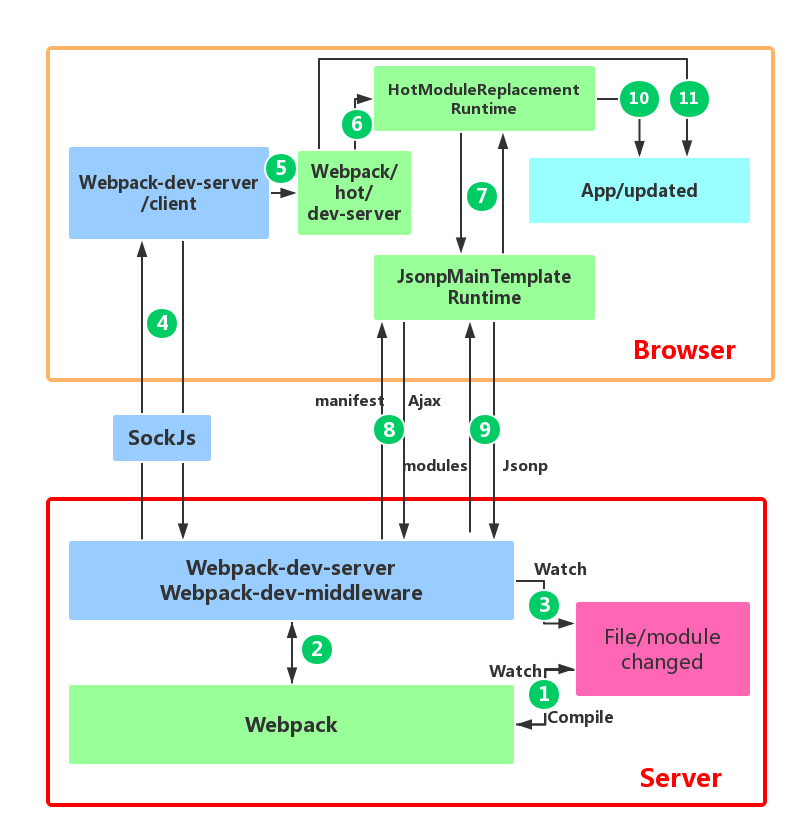 HotModuleReplacement
Runtime
10
11
6
5
Webpack-dev-server
/client
Webpack/
hot/
dev-server
7
App/updated
JsonpMainTemplate
Runtime
4
Browser
manifest
Ajax
SockJs
8
9
modules
Jsonp
Webpack-dev-server
Webpack-dev-middleware
Watch
3
File/module
changed
2
Watch
1
Compile
Webpack
Server